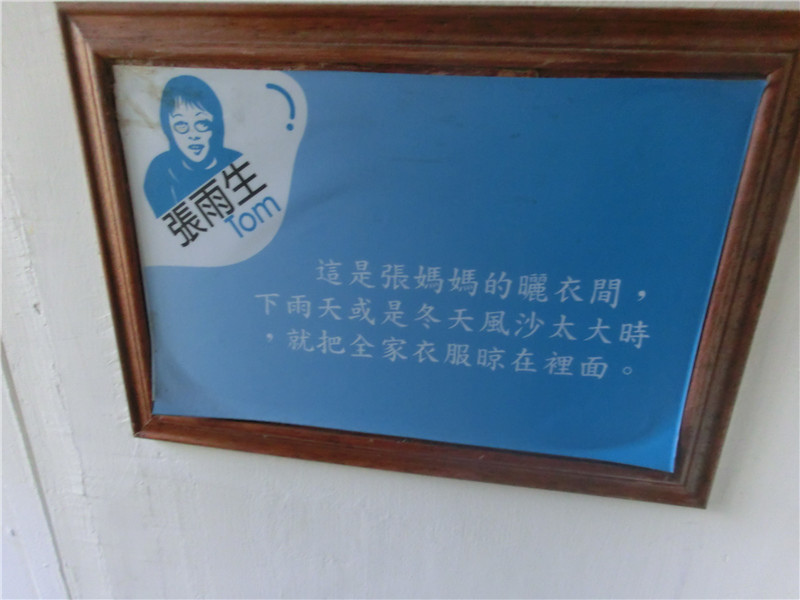 張雨生
Tom
這是張媽媽的曬衣間，
下雨天或是冬天風沙太大時
，就把全家衣服晾在裡面。